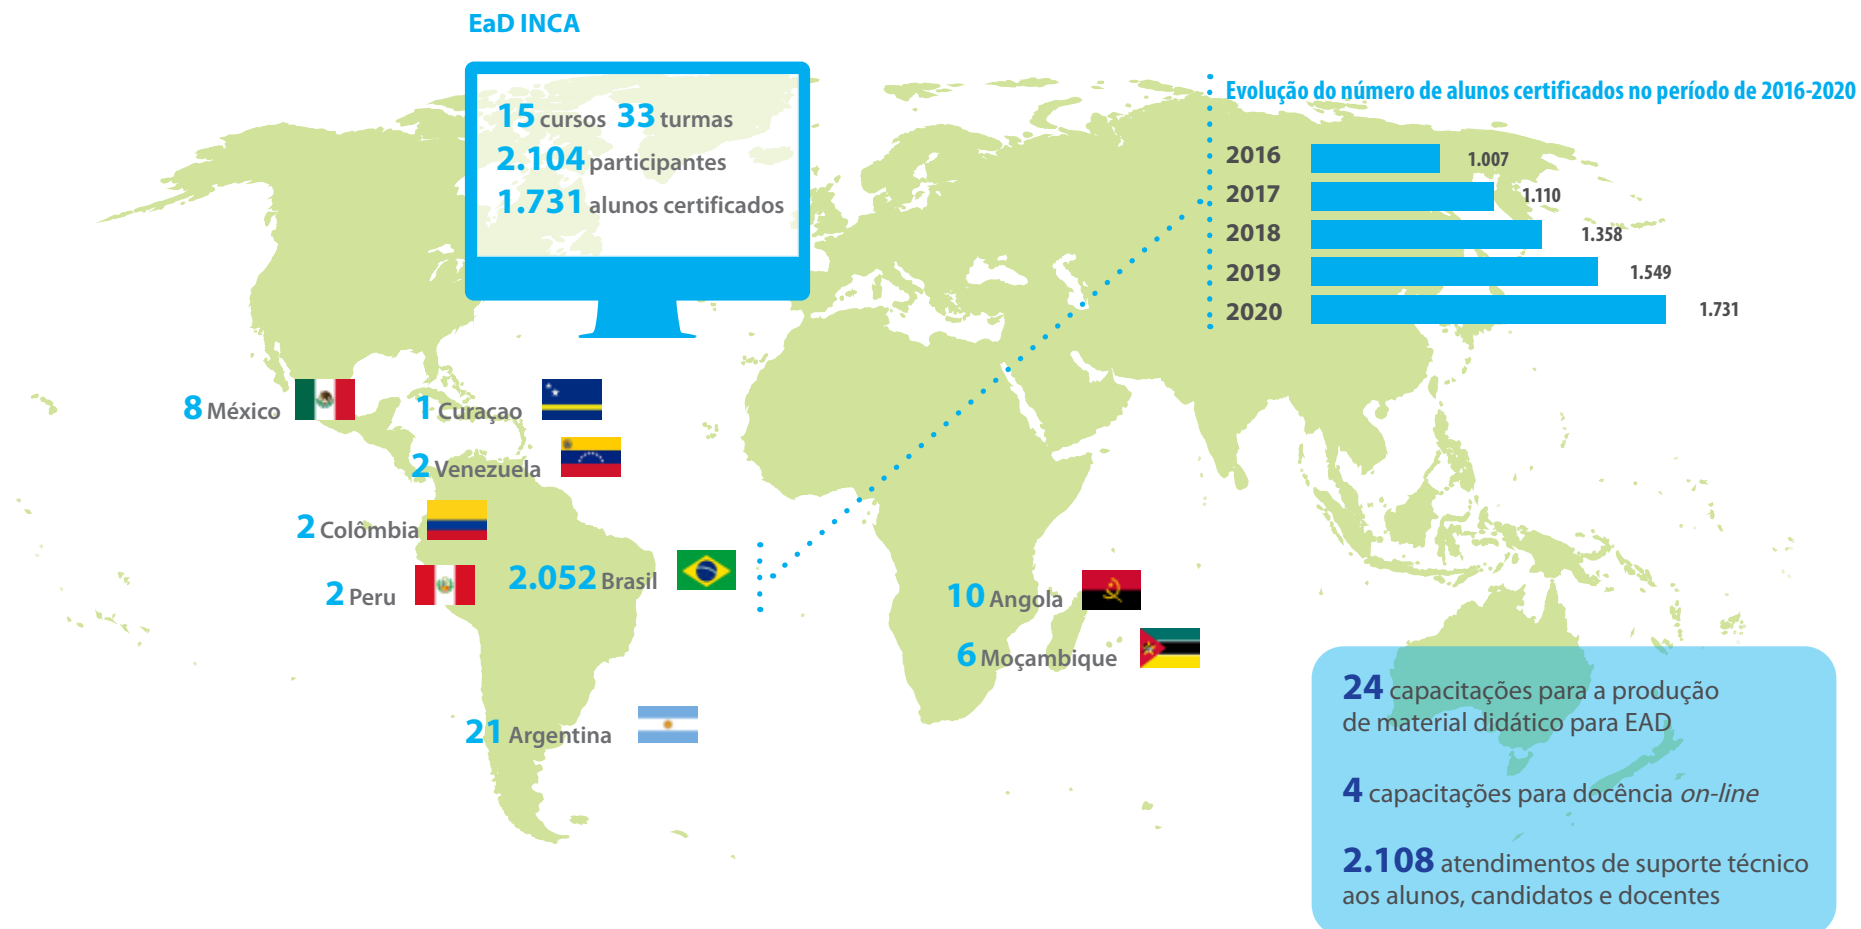 EaD INCA
15 cursos 33 turmas
2.104 participantes
1.731 alunos certificados
Evolução do número de alunos certificados no período de 2016-2020
2016 1.007
2017 1.110
2018 1.358
2019 1.549
2020 1.731
8 México
1 Curaçao
2 Venezuela
2 Colômbia
2 Peru
2.052 Brasil
10 Angola
6 Moçambique
21 Argentina
24 capacitações para a produção
de material didático para EAD
4 capacitações para docência on-line
2.108 atendimentos de suporte técnico
aos alunos, candidatos e docentes